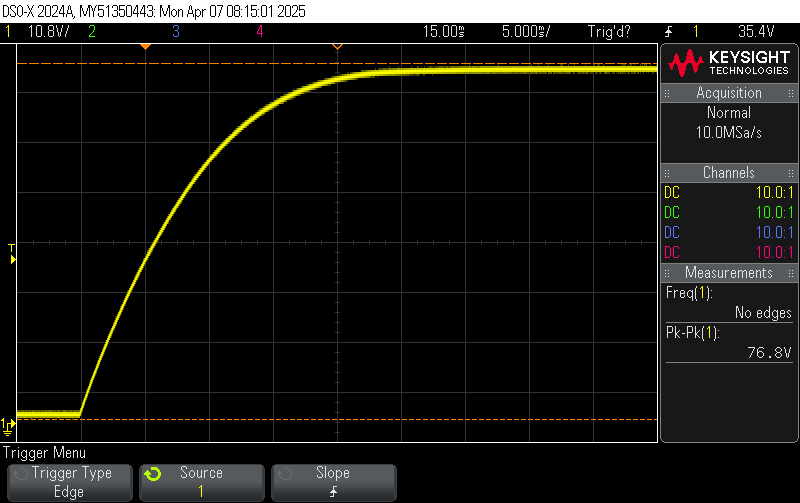 DSO-X 2024A, MY51350443: Mon Apr 07 08:15:01 2025
1 10.8V/ 2 3 4 15.00s 5.000s/ Trig'd? 1 35.4V
KEYSIGHT
TECHNOLOGIES
Acquisition
Normal
10.0MSa/s
Channels
DC 10.0:1
DC 10.0:1
DC 10.0:1
DC 10.0:1
T
Measurements
Freq(1):
No edges
Pk-Pk(1):
76.8V
1
Trigger Menu
Trigger Type
Edge
Source
1
Slope